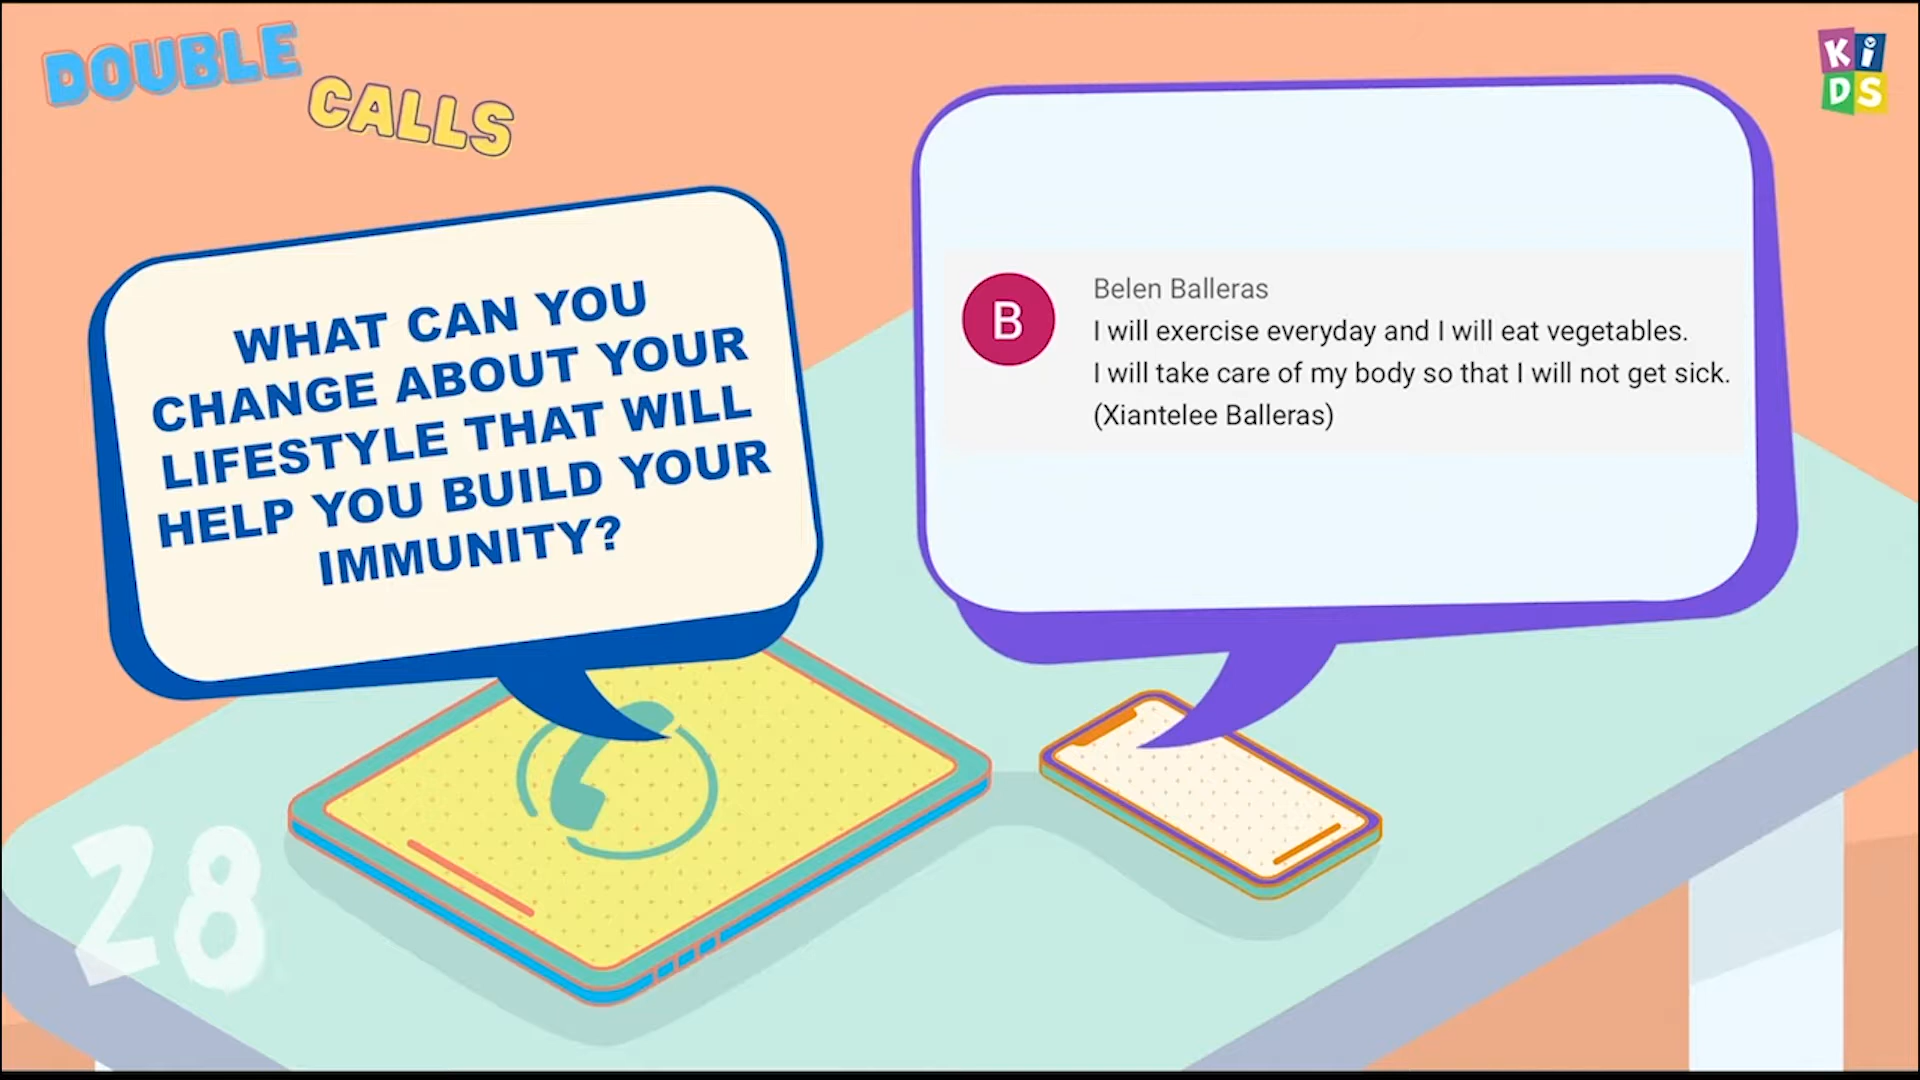 DOUBLE
CALLS
KiDS
WHAT CAN YOU
CHANGE ABOUT YOUR
LIFESTYLE THAT WILL
HELP YOU BUILD YOUR
IMMUNITY?
B
Belen Balleras
I will exercise everyday and I will eat vegetables.
I will take care of my body so that I will not get sick.
(Xiantelee Balleras)
28